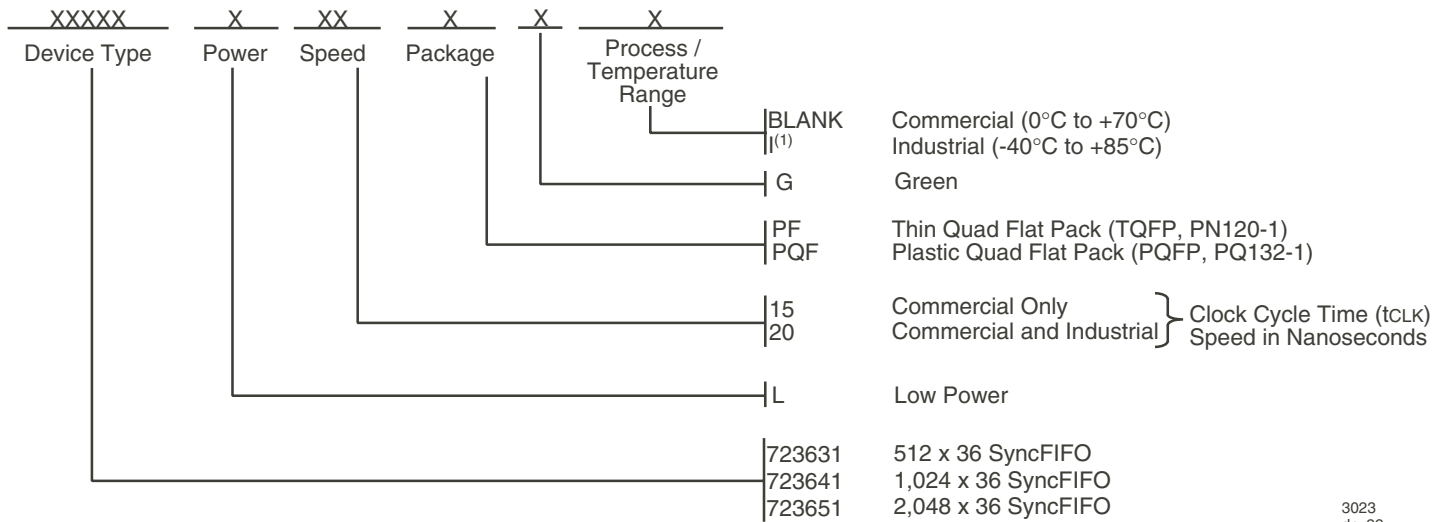 XXXXX X XX X X X
Device Type Power Speed Package Process /
Temperature
Range
BLANK Commercial (0°C to +70°C)
I(1) Industrial (-40°C to +85°C)
G Green
PF Thin Quad Flat Pack (TQFP, PN120-1)
PQF Plastic Quad Flat Pack (PQFP, PQ132-1)
15 Commercial Only
20 Commercial and Industrial
Clock Cycle Time (tCLK)
Speed in Nanoseconds
L Low Power
723631 512 x 36 SyncFIFO
723641 1,024 x 36 SyncFIFO
723651 2,048 x 36 SyncFIFO
3023